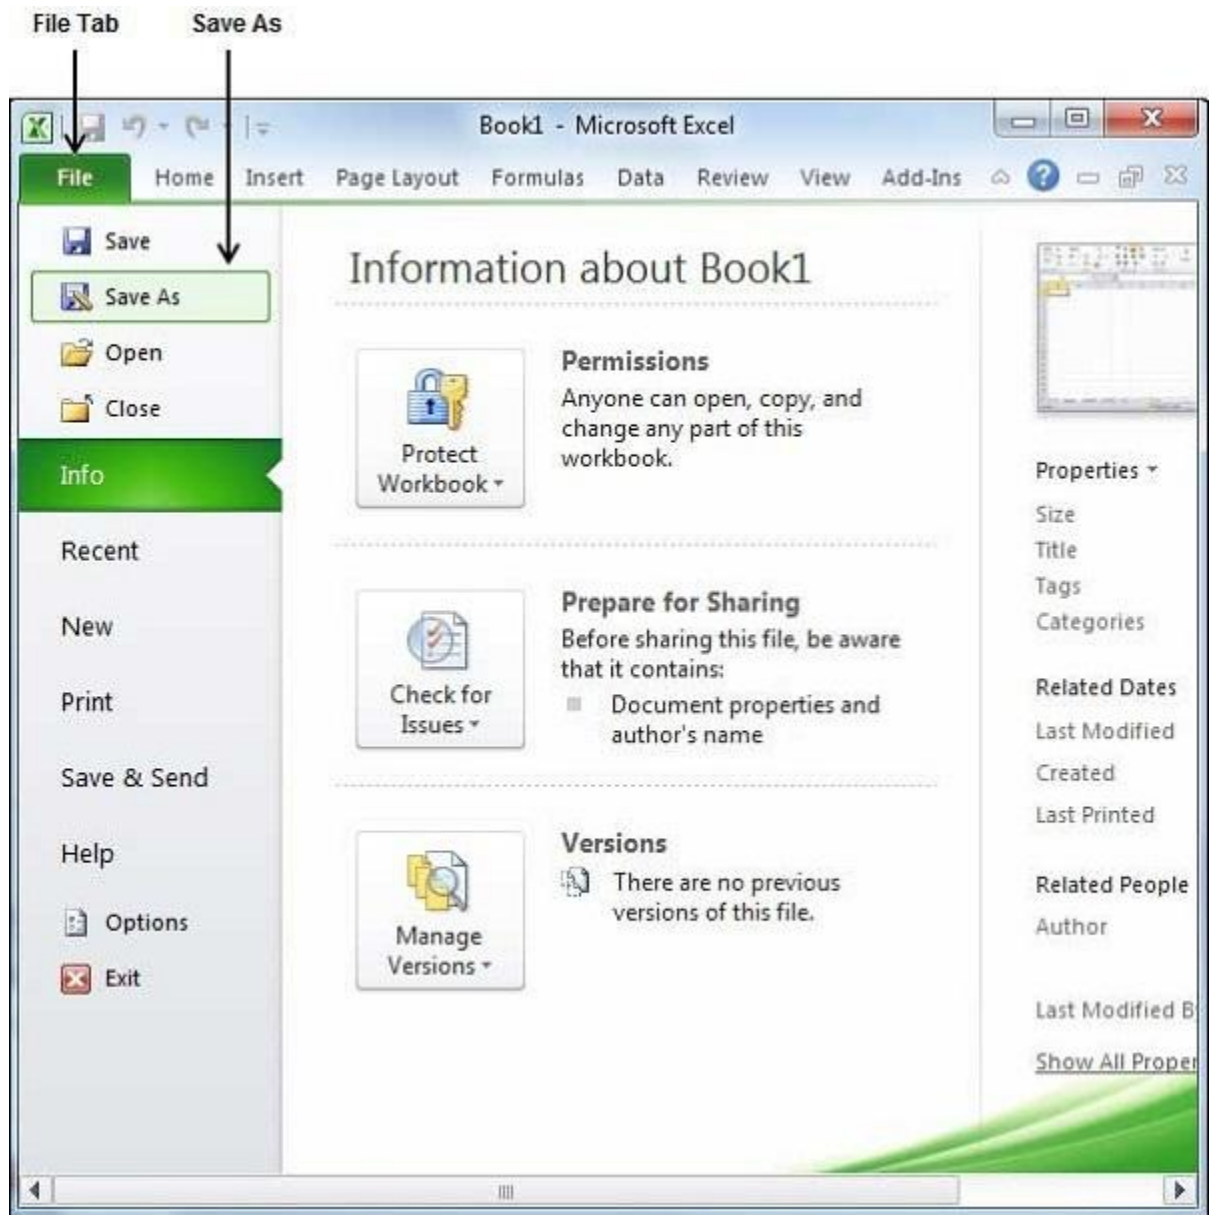 File Tab
Save As
Book1 - Microsoft Excel
File Home Insert Page Layout Formulas Data Review View Add-Ins
Save
Save As
Open
Close
Info
Recent
New
Print
Save & Send
Help
Options
Exit
Information about Book1
Protect
Workbook
Permissions
Anyone can open, copy, and
change any part of this
workbook.
Check for
Issues
Prepare for Sharing
Before sharing this file, be aware
that it contains:
Document properties and
author's name
Manage
Versions
Versions
There are no previous
versions of this file.
Properties
Size
Title
Tags
Categories
Related Dates
Last Modified
Created
Last Printed
Related People
Author
Last Modified B
Show All Proper